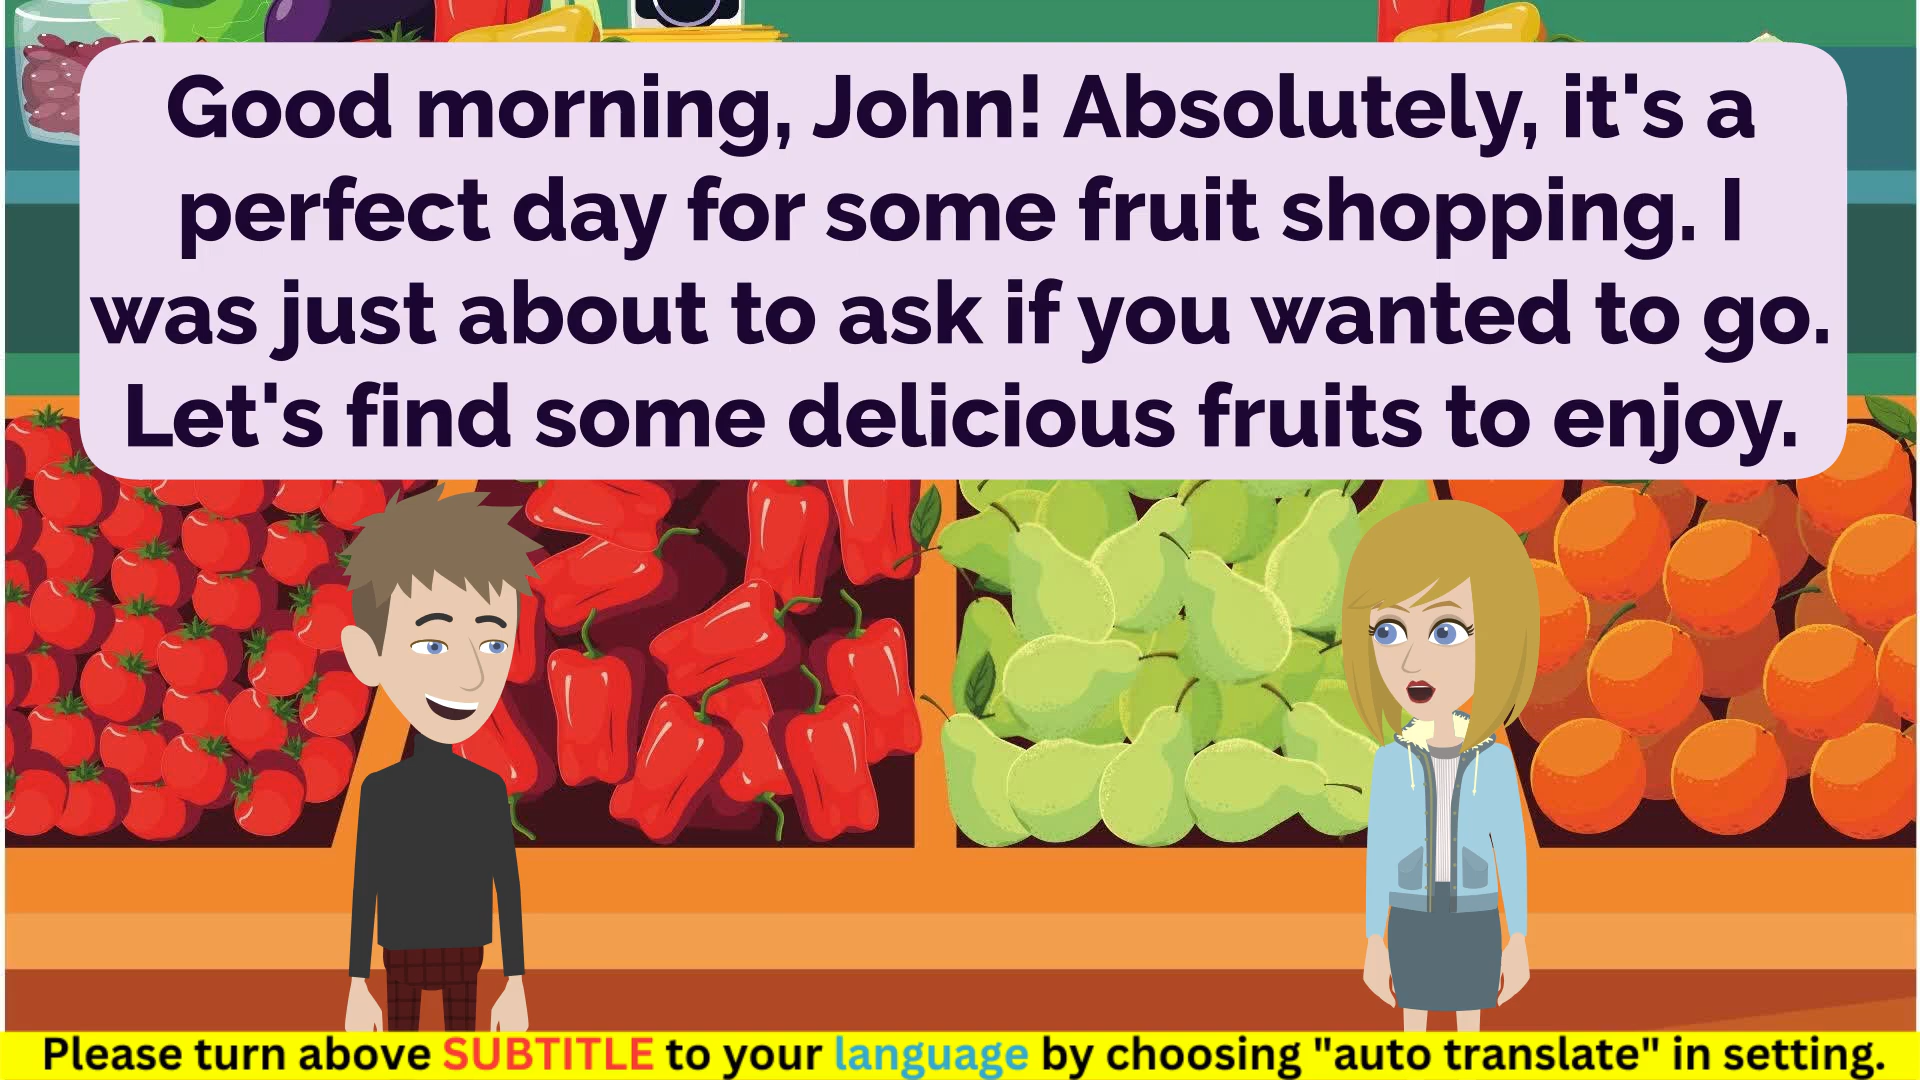 Good morning, John! Absolutely, it's a
perfect day for some fruit shopping. I
was just about to ask if you wanted to go.
Let's find some delicious fruits to enjoy.
Please turn above SUBTITLE to your language by choosing "auto translate" in setting.